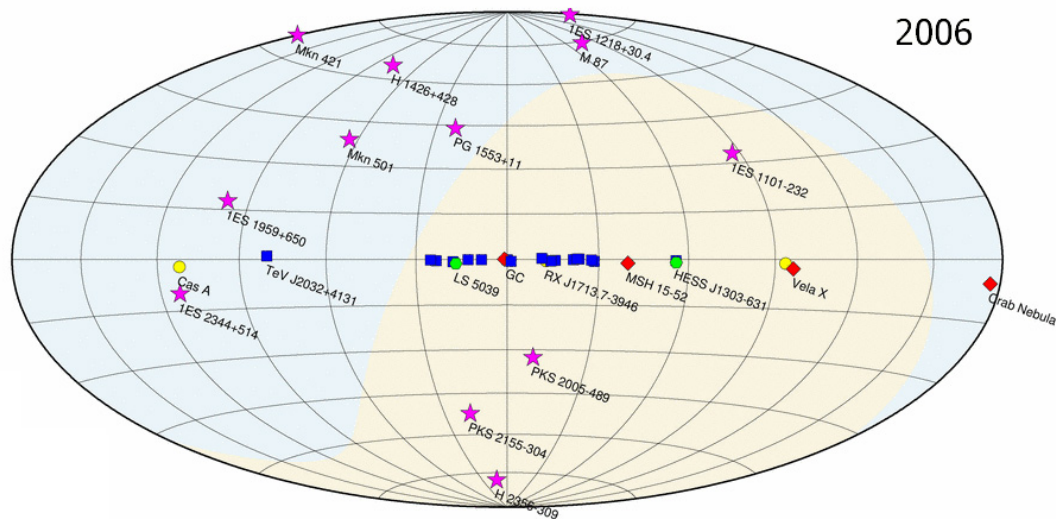 2006
1ES 1218+30.4
Mkn 421
M 87
H 1426+428
PG 1553+11
Mkn 501
1ES 1101-232
1ES 1959+650
TeV J2032+4131
Cas A
LS 5039
GC
RX J1713.7-3946
MSH 15-52
HESS J1303-631
Vela X
Crab Nebula
1ES 2344+514
PKS 2005-489
PKS 2155-304
H 2356-309